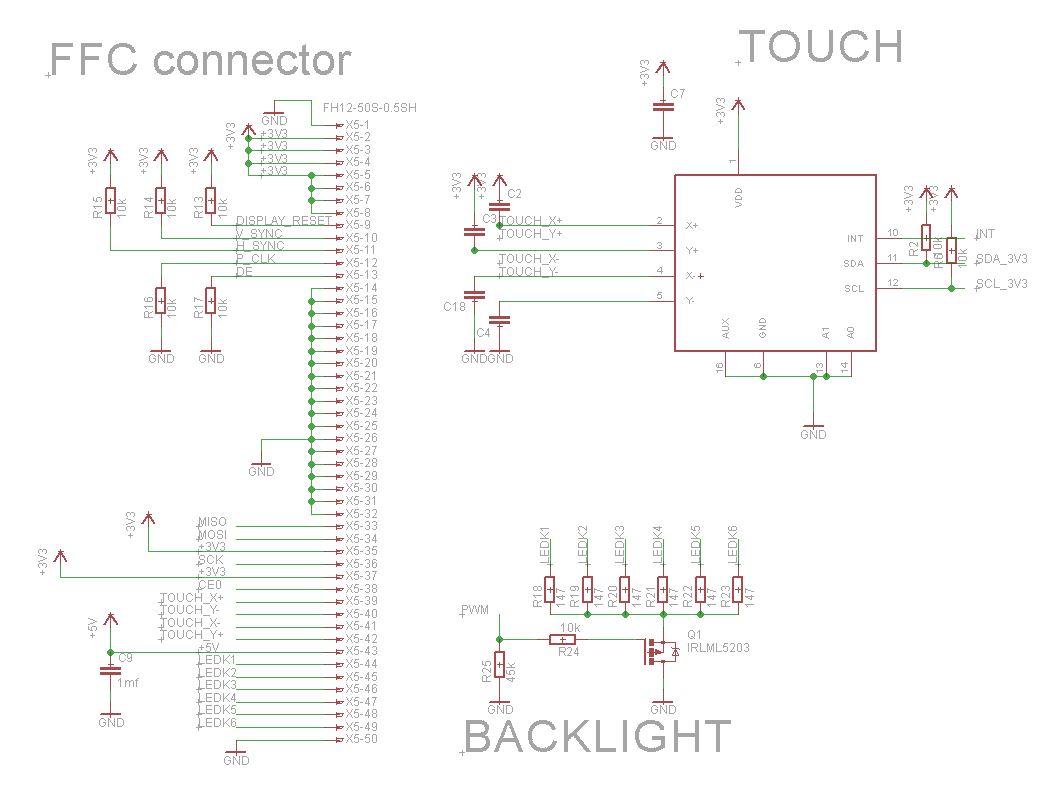 FFC connector
TOUCH
FH12-50S-0.5SH
GND
X5-1
+3V3
X5-2
+3V3
X5-3
+3V3
X5-4
+3V3
X5-5
+3V3
X5-6
X5-7
X5-8
DISPLAY_RESET
X5-9
V_SYNC
X5-10
H_SYNC
X5-11
P_CLK
X5-12
DE
X5-13
X5-14
X5-15
X5-16
X5-17
X5-18
X5-19
X5-20
X5-21
X5-22
X5-23
X5-24
X5-25
X5-26
X5-27
X5-28
X5-29
X5-30
X5-31
X5-32
MISO
X5-33
MOSI
X5-34
+3V3
X5-35
SCK
X5-36
+3V3
X5-37
CE0
X5-38
TOUCH_X+
X5-39
TOUCH_Y-
X5-40
TOUCH_X-
X5-41
TOUCH_Y+
X5-42
+5V
X5-43
LEDK1
X5-44
LEDK2
X5-45
LEDK3
X5-46
LEDK4
X5-47
LEDK5
X5-48
LEDK6
X5-49
X5-50
+3V3
+3V3
+3V3
R15
10k
R14
10k
R13
10k
R16
10k
R17
10k
GND
GND
GND
+3V3
+3V3
+5V
C9
1mf
GND
GND
+3V3
C7
GND
+3V3
1
VDD
+3V3
+3V3
C2
C3
TOUCH_X+
TOUCH_Y+
TOUCH_X-
TOUCH_Y-
C18
C4
GND
GND
2
X+
3
Y+
4
X-
5
Y-
INT
10
SDA
11
SCL
12
AUX
GND
A1
A0
16
6
13
14
GND
+3V3
+3V3
R2
10k
10k
INT
SDA_3V3
SCL_3V3
LEDK1
LEDK2
LEDK3
LEDK4
LEDK5
LEDK6
R18
147
R19
147
R20
147
R21
147
R22
147
R23
147
PWM
10k
R24
R25
45k
Q1
IRLML5203
GND
GND
BACKLIGHT